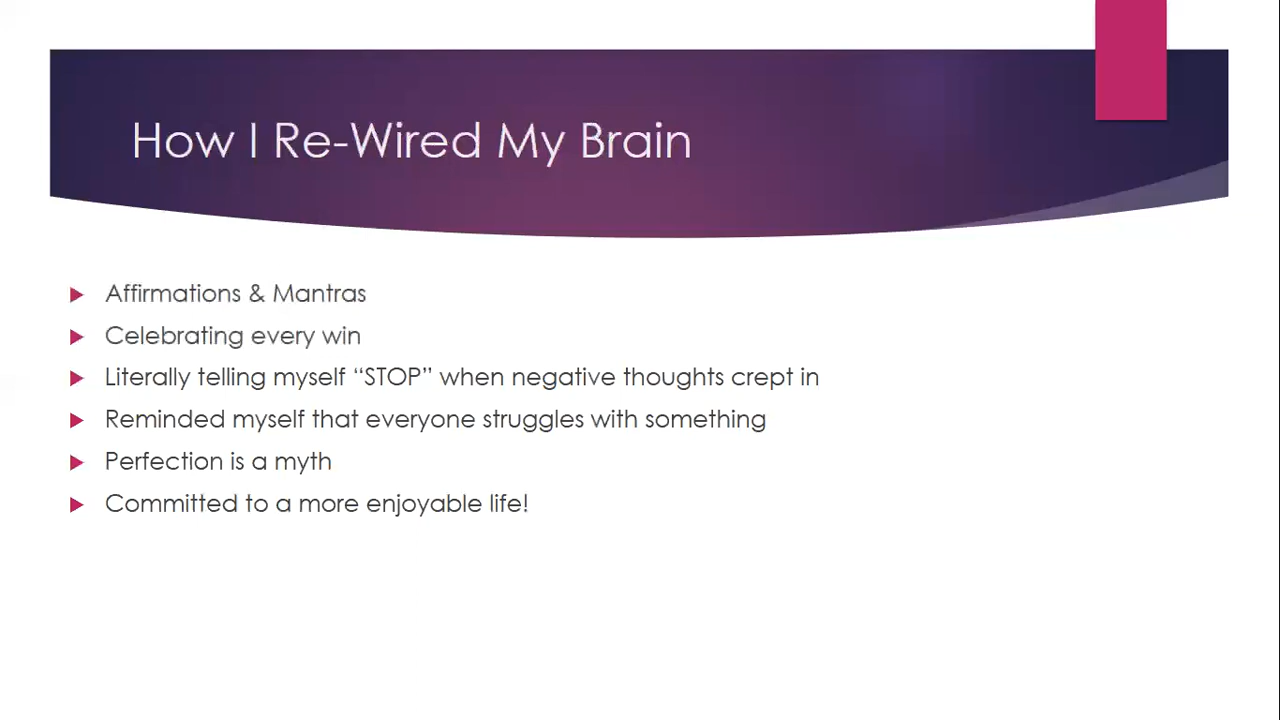 How I Re-Wired My Brain
Affirmations & Mantras
Celebrating every win
Literally telling myself “STOP” when negative thoughts crept in
Reminded myself that everyone struggles with something
Perfection is a myth
Committed to a more enjoyable life!